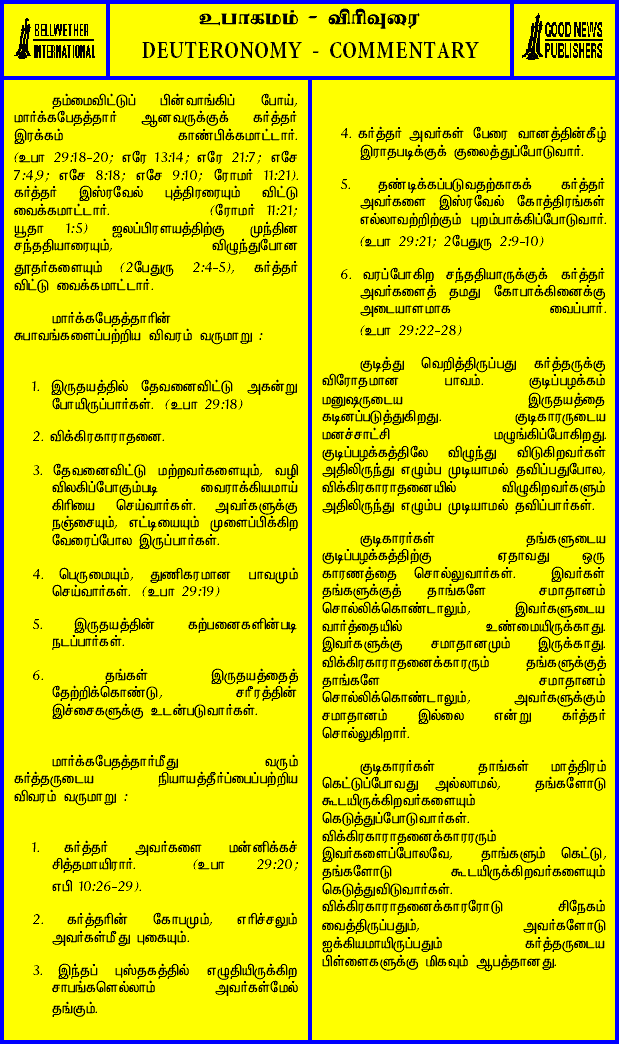 BELLWETHER
INTERNATIONAL
உபாகமம் - விரிவுரை
DEUTERONOMY - COMMENTARY
GOOD NEWS
PUBLISHERS
தம்மைவிட்டுப் பின்வாங்கிப் போய்,
மார்க்கபேதத்தார் ஆனவருக்குக் கர்த்தர்
இரக்கம் காண்பிக்கமாட்டார்.
(உபா 29:18-20; எரே 13:14; எரே 21:7; எசே
7:4,9; எசே 8:18; எசே 9:10; ரோமர் 11:21).
கர்த்தர் இஸ்ரவேல் புத்திரரையும் விட்டு
வைக்கமாட்டார். (ரோமர் 11:21;
யூதா 1:5) ஜலப்பிரளயத்திற்கு முந்தின
சந்ததியாரையும், விழுந்துபோன
தூதர்களையும் (2பேதுரு 2:4-5), கர்த்தர்
விட்டு வைக்கமாட்டார்.
மார்க்கபேதத்தாரின்
சுபாவங்களைப்பற்றிய விவரம் வருமாறு :
1. இருதயத்தில் தேவனைவிட்டு அகன்று
போயிருப்பார்கள். (உபா 29:18)
2. விக்கிரகாராதனை.
3. தேவனைவிட்டு மற்றவர்களையும், வழி
விலகிப்போகும்படி வைராக்கியமாய்
கிரியை செய்வார்கள். அவர்களுக்கு
நஞ்சையும், எட்டியையும் முளைப்பிக்கிற
வேரைப்போல இருப்பார்கள்.
4. பெருமையும், துணிகரமான பாவமும்
செய்வார்கள். (உபா 29:19)
5. இருதயத்தின் கற்பனைகளின்படி
நடப்பார்கள்.
6. தங்கள் இருதயத்தைத்
தேற்றிக்கொண்டு, சரீரத்தின்
இச்சைகளுக்கு உடன்படுவார்கள்.
மார்க்கபேதத்தார்மீது வரும்
கர்த்தருடைய நியாயத்தீர்ப்பைப்பற்றிய
விவரம் வருமாறு :
1. கர்த்தர் அவர்களை மன்னிக்கச்
சித்தமாயிரார். (உபா 29:20;
எபி 10:26-29).
2. கர்த்தரின் கோபமும், எரிச்சலும்
அவர்கள்மீது புகையும்.
3. இந்தப் புஸ்தகத்தில் எழுதியிருக்கிற
சாபங்களெல்லாம் அவர்கள்மேல்
தங்கும்.
4. கர்த்தர் அவர்கள் பேரை வானத்தின்கீழ்
இராதபடிக்குக் குலைத்துப்போடுவார்.
5. தண்டிக்கப்படுவதற்காகக் கர்த்தர்
அவர்களை இஸ்ரவேல் கோத்திரங்கள்
எல்லாவற்றிற்கும் புறம்பாக்கிப்போடுவார்.
(உபா 29:21; 2பேதுரு 2:9-10)
6. வரப்போகிற சந்ததியாருக்குக் கர்த்தர்
அவர்களைத் தமது கோபாக்கினைக்கு
அடையாளமாக வைப்பார்.
(உபா 29:22-28)
குடித்து வெறித்திருப்பது கர்த்தருக்கு
விரோதமான பாவம். குடிப்பழக்கம்
மனுஷருடைய இருதயத்தை
கடினப்படுத்துகிறது. குடிகாரருடைய
மனச்சாட்சி மழுங்கிப்போகிறது.
குடிப்பழக்கத்திலே விழுந்து விடுகிறவர்கள்
அதிலிருந்து எழும்ப முடியாமல் தவிப்பதுபோல,
விக்கிரகாராதனையில் விழுகிறவர்களும்
அதிலிருந்து எழும்ப முடியாமல் தவிப்பார்கள்.
குடிகாரர்கள் தங்களுடைய
குடிப்பழக்கத்திற்கு ஏதாவது ஒரு
காரணத்தை சொல்லுவார்கள். இவர்கள்
தங்களுக்குத் தாங்களே சமாதானம்
சொல்லிக்கொண்டாலும், இவர்களுடைய
வார்த்தையில் உண்மையிருக்காது.
இவர்களுக்கு சமாதானமும் இருக்காது.
விக்கிரகாராதனைக்காரரும் தங்களுக்குத்
தாங்களே சமாதானம்
சொல்லிக்கொண்டாலும், அவர்களுக்கும்
சமாதானம் இல்லை என்று கர்த்தர்
சொல்லுகிறார்.
குடிகாரர்கள் தாங்கள் மாத்திரம்
கெட்டுப்போவது அல்லாமல், தங்களோடு
கூடயிருக்கிறவர்களையும்
கெடுத்துப்போடுவார்கள்.
விக்கிரகாராதனைக்காரரரும்
இவர்களைப்போலவே, தாங்களும் கெட்டு,
தங்களோடு கூடயிருக்கிறவர்களையும்
கெடுத்துவிடுவார்கள்.
விக்கிரகாராதனைக்காரரோடு சிநேகம்
வைத்திருப்பதும், அவர்களோடு
ஐக்கியமாயிருப்பதும் கர்த்தருடைய
பிள்ளைகளுக்கு மிகவும் ஆபத்தானது.